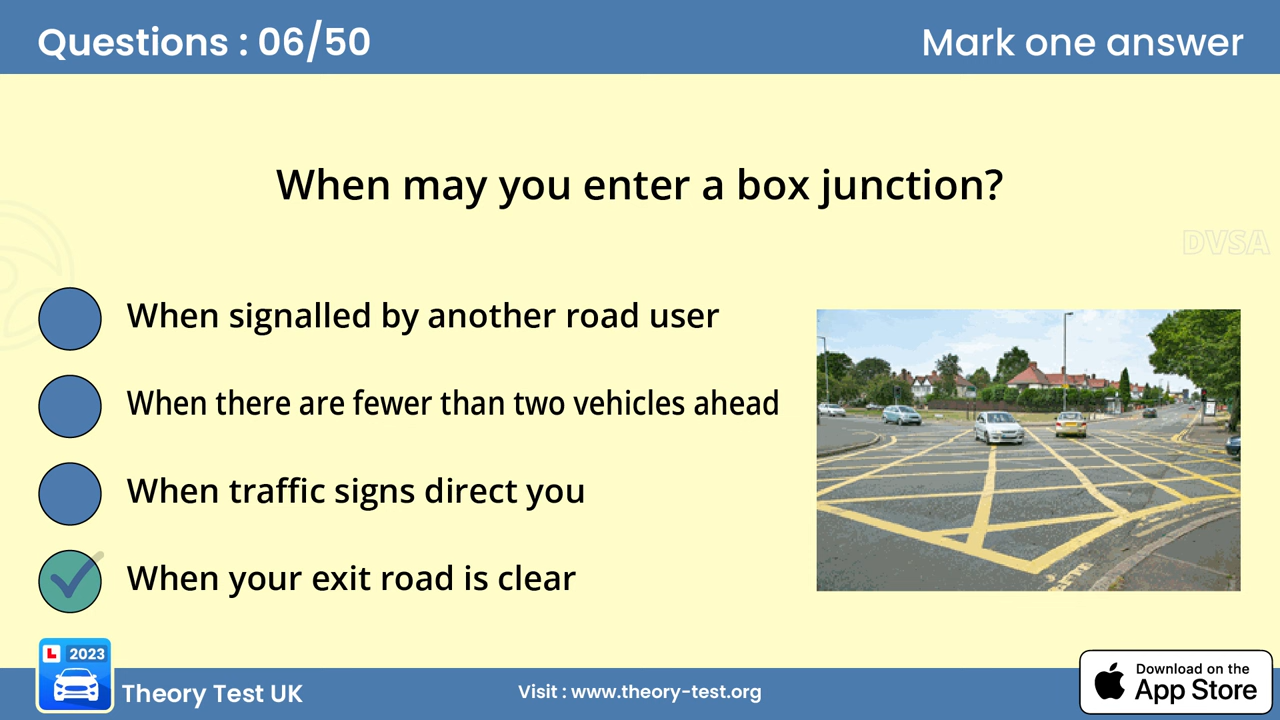 Questions : 06/50
Mark one answer
When may you enter a box junction?
DVSA
When signalled by another road user
When there are fewer than two vehicles ahead
When traffic signs direct you
When your exit road is clear
L 2023
Theory Test UK
Visit : www.theory-test.org
Download on the
App Store